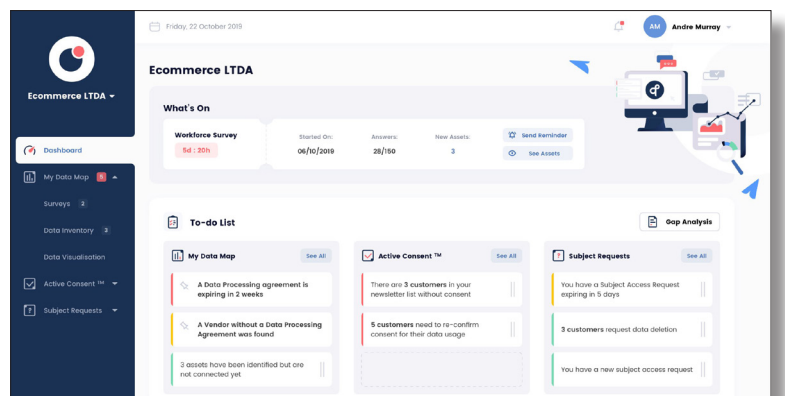 Friday, 22 October 2019
AM Andre Murray
Ecommerce LTDA
Ecommerce LTDA
What's On
Workforce Survey
5d : 20h
Started On:
06/10/2019
Answers:
28/150
New Assets:
3
Send Reminder
See Assets
Dashboard
My Data Map 5
Surveys 2
Data Inventory 3
Data Visualisation
Active Consent ™
Subject Requests
To-do List
Gap Analysis
My Data Map
See All
A Data Processing agreement is
expiring in 2 weeks
A Vendor without a Data Processing
Agreement was found
3 assets have been identified but are
not connected yet
Active Consent ™
See All
There are 3 customers in your
newsletter list without consent
5 customers need to re-confirm
consent for their data usage
Subject Requests
See All
You have a Subject Access Request
expiring in 5 days
3 customers request data deletion
You have a new subject access request